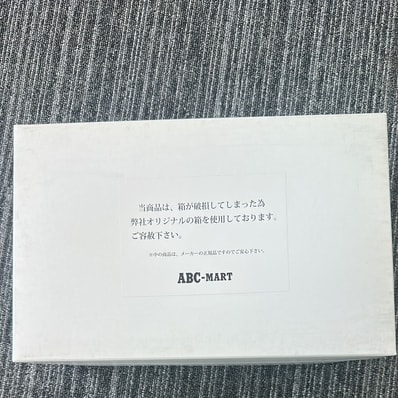 当商品は、箱が破損してしまった為
弊社オリジナルの箱を使用しております。
ご容赦下さい。
※中の商品は、メーカーの正規品ですのでご安心下さい。
ABC-MART